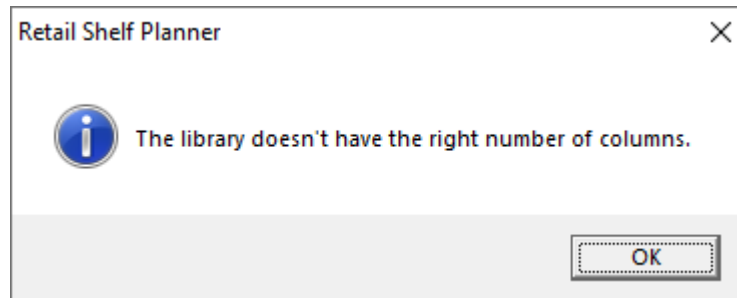 Retail Shelf Planner
The library doesn't have the right number of columns.
OK